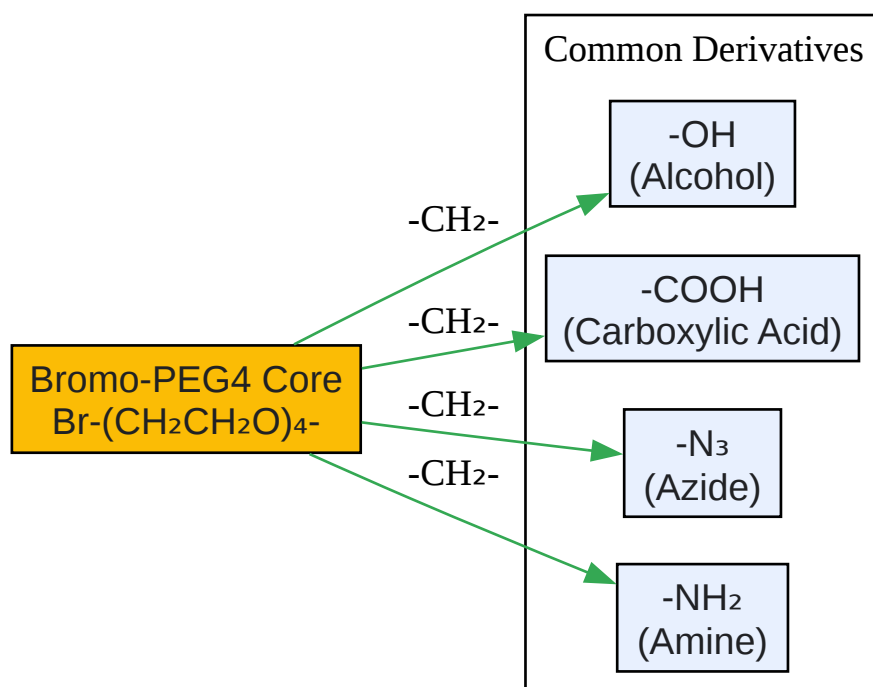 Common Derivatives
-OH
(Alcohol)
-CH₂-
-COOH
(Carboxylic Acid)
-CH₂-
Bromo-PEG4 Core
Br-(CH₂CH₂O)₄-
-CH₂-
-N₃
(Azide)
-CH₂-
-NH₂
(Amine)